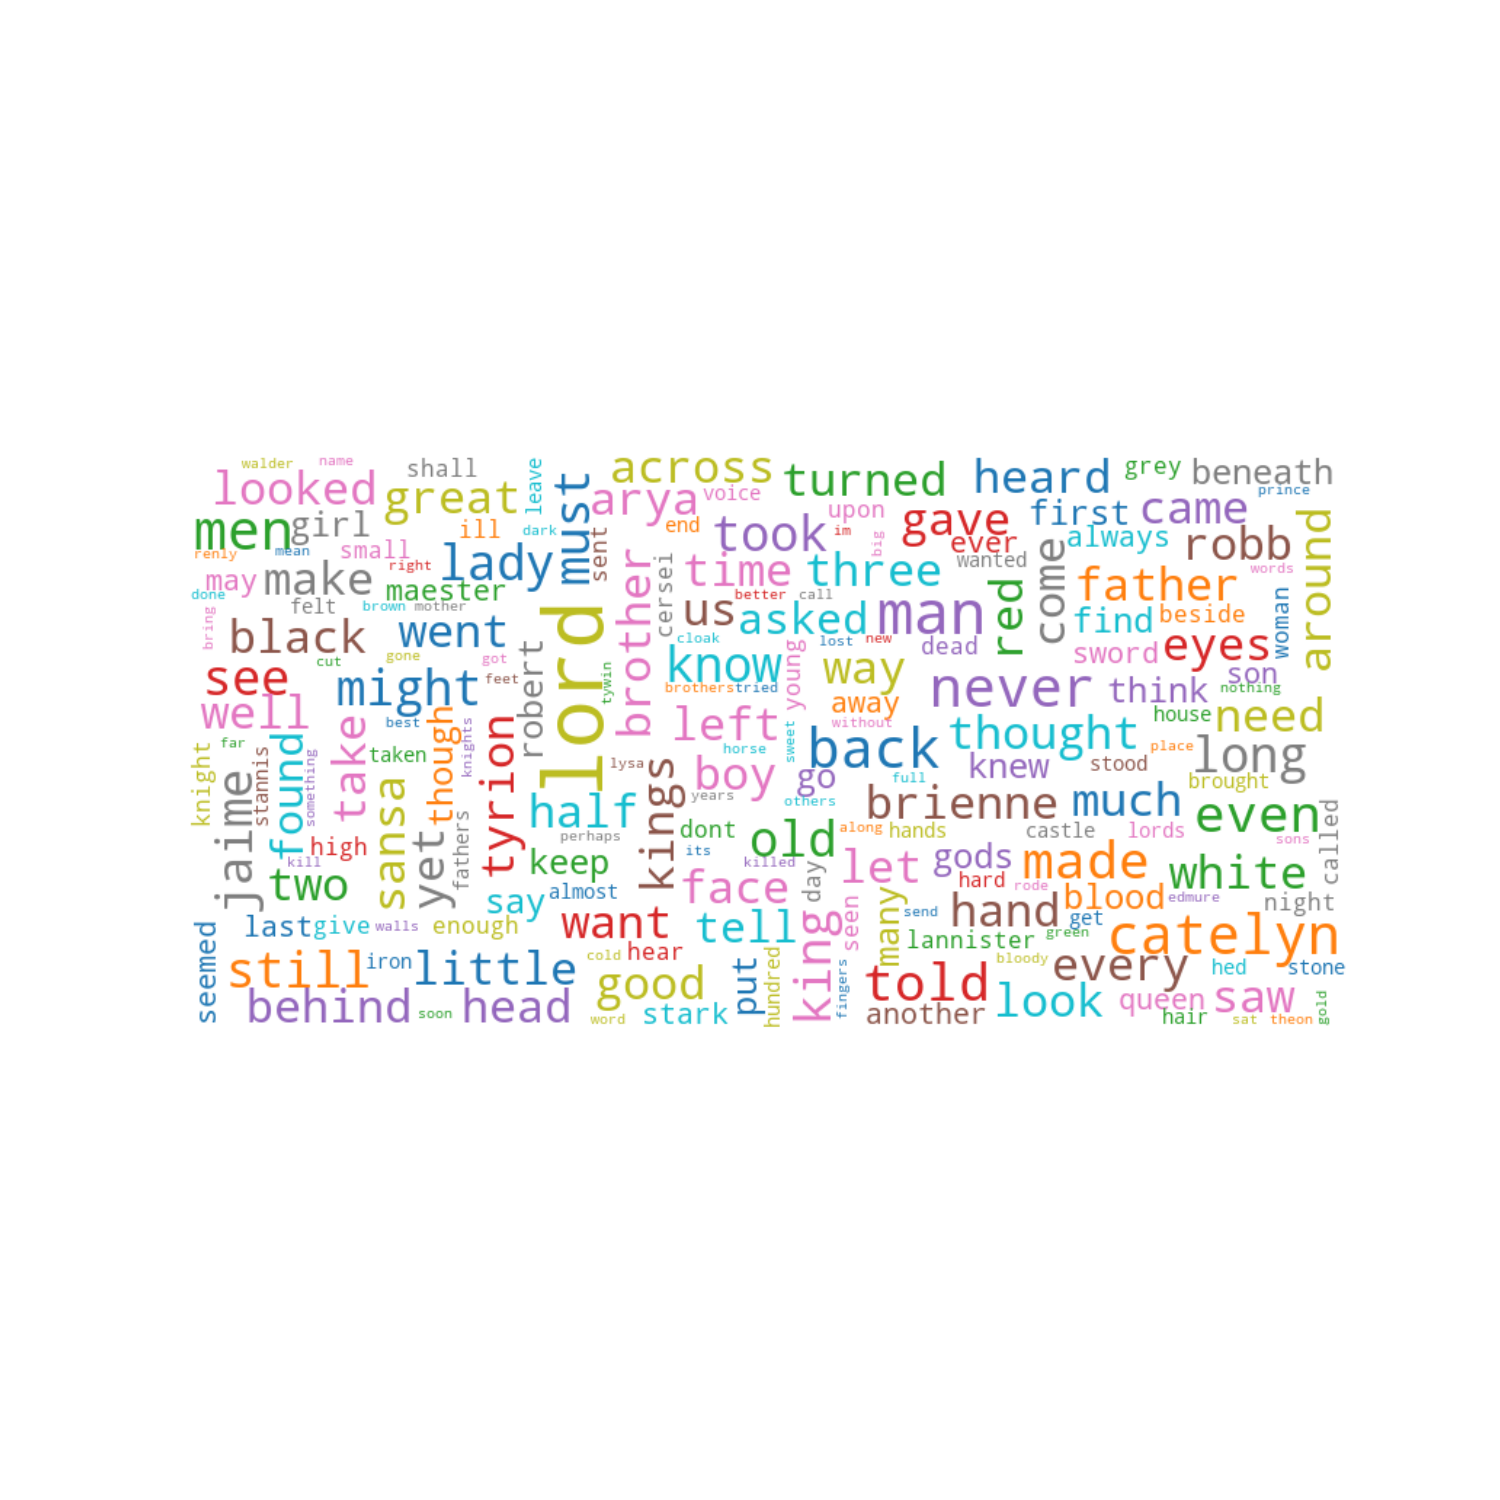 walder name shall leave across turned heard grey beneath
looked great must arya voice prince
men girl ill dark sent end took upon im gave first came around
renly mean small right lady big ever always robb
may make maester brother cersei time three wanted come father words
done felt brown mother better call red
bring black went us asked man find beside woman
cut gone got robert lord cloak lost new dead sword eyes
see might feet tywin know young way never think son nothing
well best brothers tried away
take though knights left without thought house need
knight far found taken tyrion horse sweet back place long
stannis something lysa kings boy go knew stood brought
jaime sansa half years others full brienne much even called
high yet fathers perhaps dont old along hands castle lords sons
kill keep its killed let gods made white
two almost face day hard rode
say seen many send hand blood edmure night
seemed last give walls enough want tell king lannister get green catelyn
still iron little cold hear bloody every hed stone
good put hundred fingers told look queen saw gold
behind soon head word stark another hair sat theon